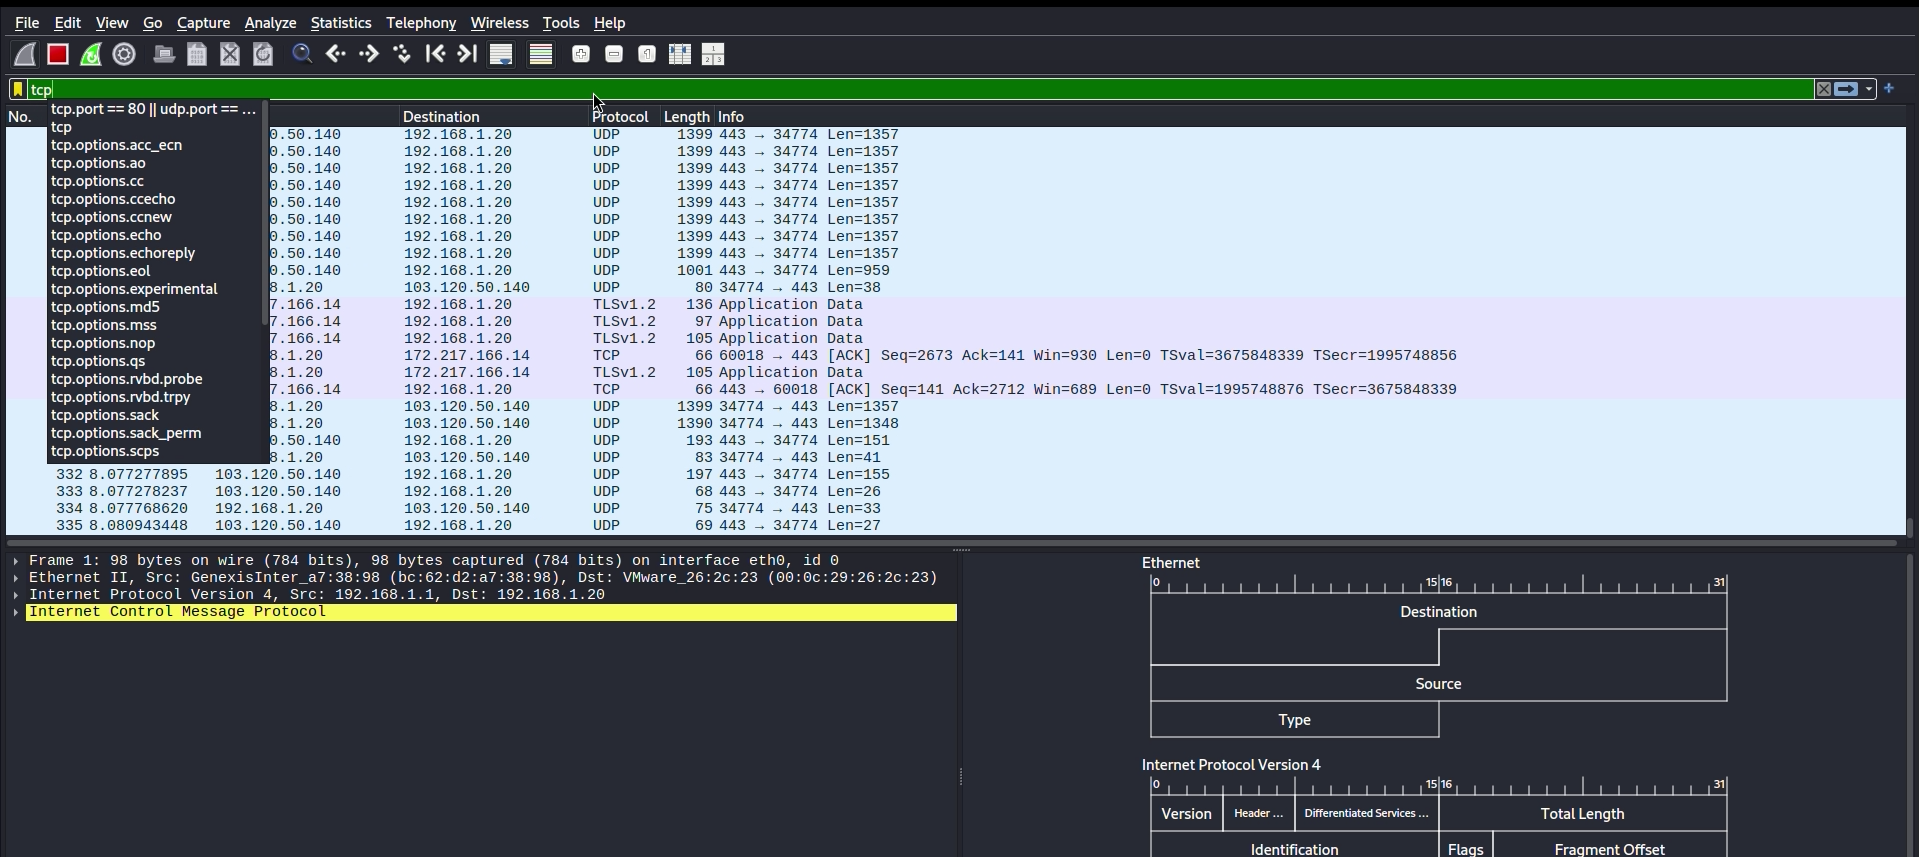 File Edit View Go Capture Analyze Statistics Telephony Wireless Tools Help
tcp
tcp.port == 80 || udp.port == ...
tcp
tcp.options.acc_ecn
tcp.options.ao
tcp.options.cc
tcp.options.ccecho
tcp.options.ccnew
tcp.options.echo
tcp.options.echoreply
tcp.options.eol
tcp.options.experimental
tcp.options.md5
tcp.options.mss
tcp.options.nop
tcp.options.qs
tcp.options.rvbd.probe
tcp.options.rvbd.trpy
tcp.options.sack
tcp.options.sack_perm
tcp.options.scps
No. Destination Protocol Length Info
0.50.140 192.168.1.20 UDP 1399 443 → 34774 Len=1357
0.50.140 192.168.1.20 UDP 1399 443 → 34774 Len=1357
0.50.140 192.168.1.20 UDP 1399 443 → 34774 Len=1357
0.50.140 192.168.1.20 UDP 1399 443 → 34774 Len=1357
0.50.140 192.168.1.20 UDP 1399 443 → 34774 Len=1357
0.50.140 192.168.1.20 UDP 1399 443 → 34774 Len=1357
0.50.140 192.168.1.20 UDP 1399 443 → 34774 Len=1357
0.50.140 192.168.1.20 UDP 1399 443 → 34774 Len=1357
0.50.140 192.168.1.20 UDP 1001 443 → 34774 Len=959
8.1.20 103.120.50.140 UDP 80 34774 → 443 Len=38
7.166.14 192.168.1.20 TLSv1.2 136 Application Data
7.166.14 192.168.1.20 TLSv1.2 97 Application Data
7.166.14 192.168.1.20 TLSv1.2 105 Application Data
8.1.20 172.217.166.14 TCP 66 60018 → 443 [ACK] Seq=2673 Ack=141 Win=930 Len=0 TSval=3675848339 TSecr=1995748856
8.1.20 172.217.166.14 TLSv1.2 105 Application Data
7.166.14 192.168.1.20 TCP 66 443 → 60018 [ACK] Seq=141 Ack=2712 Win=689 Len=0 TSval=1995748876 TSecr=3675848339
8.1.20 103.120.50.140 UDP 1399 34774 → 443 Len=1357
8.1.20 103.120.50.140 UDP 1390 34774 → 443 Len=1348
0.50.140 192.168.1.20 UDP 193 443 → 34774 Len=151
8.1.20 103.120.50.140 UDP 83 34774 → 443 Len=41
332 8.077277895 103.120.50.140 192.168.1.20 UDP 197 443 → 34774 Len=155
333 8.077278237 103.120.50.140 192.168.1.20 UDP 68 443 → 34774 Len=26
334 8.077768620 192.168.1.20 103.120.50.140 UDP 75 34774 → 443 Len=33
335 8.080943448 103.120.50.140 192.168.1.20 UDP 69 443 → 34774 Len=27
Frame 1: 98 bytes on wire (784 bits), 98 bytes captured (784 bits) on interface eth0, id 0
Ethernet II, Src: GenexisInter_a7:38:98 (bc:62:d2:a7:38:98), Dst: VMware_26:2c:23 (00:0c:29:26:2c:23)
Internet Protocol Version 4, Src: 192.168.1.1, Dst: 192.168.1.20
Internet Control Message Protocol
Ethernet
0 15 16 31
Destination
Source
Type
Internet Protocol Version 4
0 15 16 31
Version Header ... Differentiated Services ... Total Length
Identification Flags Fragment Offset